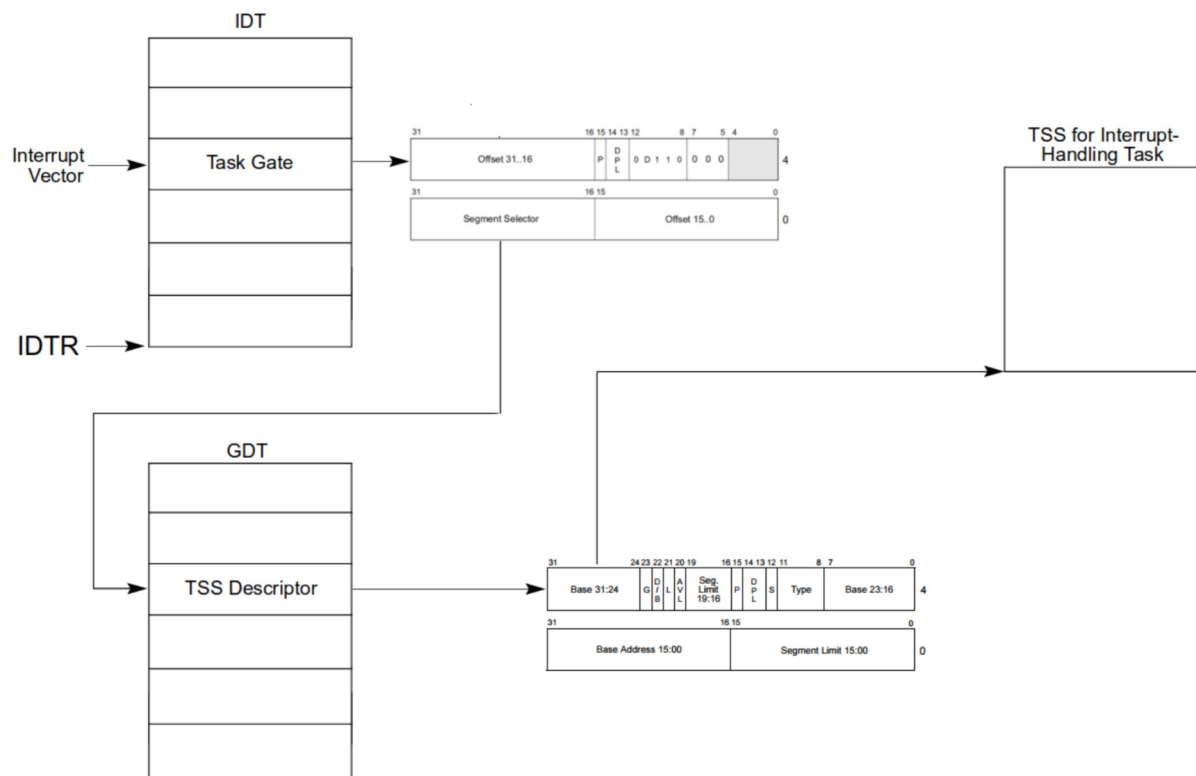 IDT
Interrupt
Vector
Task Gate
IDTR
31 16 15 14 13 12 8 7 5 4 0
Offset 31..16 P D P L 0 D 1 1 0 0 0 0 4
31 16 15 0
Segment Selector Offset 15..0 0
TSS for Interrupt-
Handling Task
GDT
TSS Descriptor
31 24 23 22 21 20 19 16 15 14 13 12 11 8 7 0
Base 31:24 G D / B L A V L Seg. Limit 19:16 P D P L S Type Base 23:16 4
31 16 15 0
Base Address 15:00 Segment Limit 15:00 0